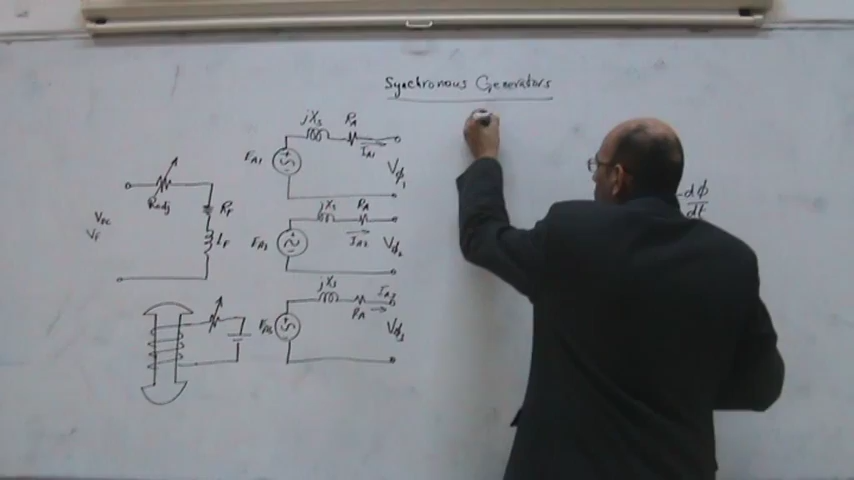 Synchronous Generators
jXs RA
EA1 IA1 Vφ1
Radj RF
VDC
VF LF
dφ
dt
jXs RA
EA2 IA2 Vφ2
jXs IA3
EA3 RA Vφ3